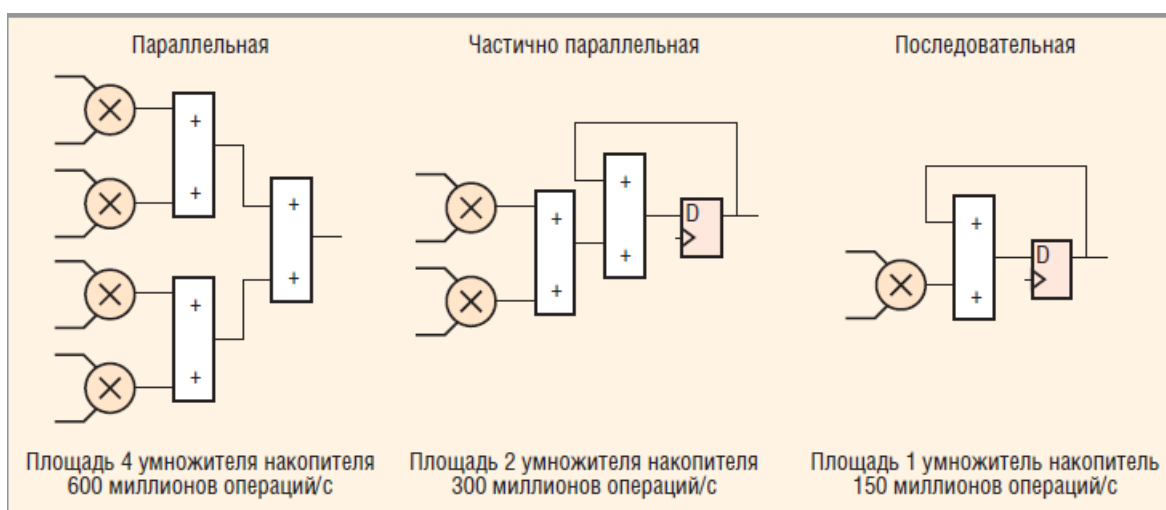 Параллельная
Частично параллельная
Последовательная
+
+
+
+
+
+
+
+
+
+
D
+
+
D
Площадь 4 умножителя накопителя
600 миллионов операций/с
Площадь 2 умножителя накопителя
300 миллионов операций/с
Площадь 1 умножитель накопитель
150 миллионов операций/с